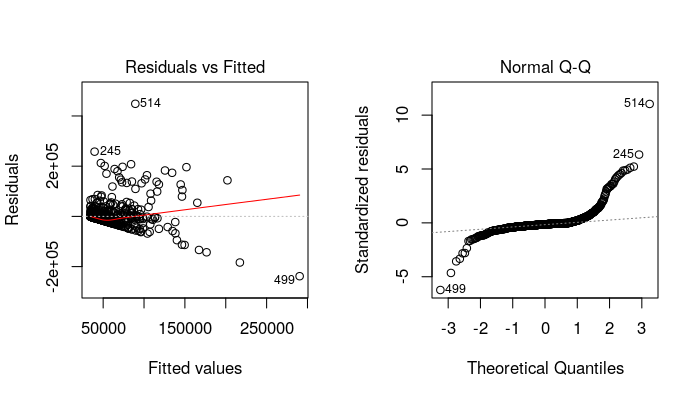 Residuals vs Fitted
Residuals
2e+05
-2e+05
514
245
499
50000 150000 250000
Fitted values
Normal Q-Q
Standardized residuals
10
5
0
-5
514
245
499
-3 -2 -1 0 1 2 3
Theoretical Quantiles